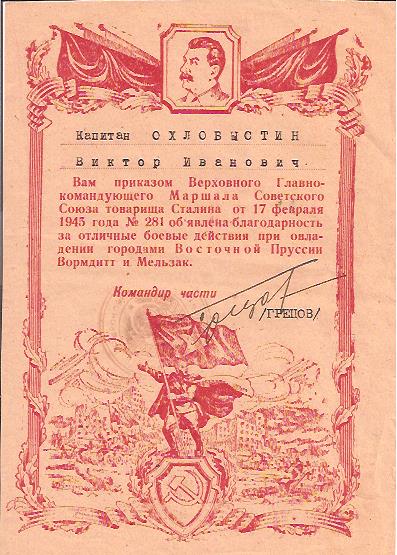 Капитан ОХЛОБЫСТИН
Виктор Иванович.
Вам приказом Верховного Главно-
командующего Маршала Советского
Союза товарища Сталина от 17 февраля
1945 года № 281 объявлена благодарность
за отличные боевые действия при овла-
дении городами Восточной Пруссии
Вормдитт и Мельзак.
Командир части
/ГРЕЦОВ/